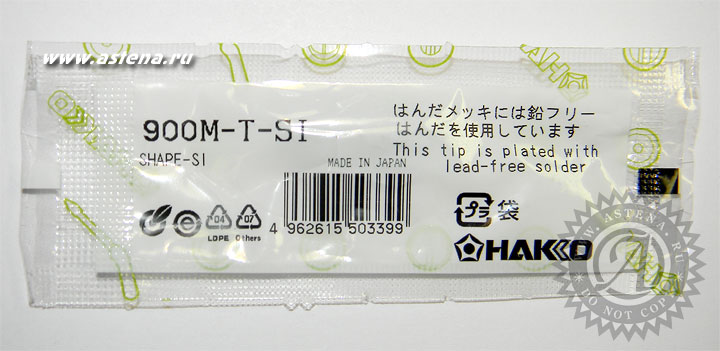 www.astena.ru
HAKKO
900M-T-SI
SHAPE-SI
MADE IN JAPAN
はんだメッキには鉛フリー
はんだを使用しています
This tip is plated with
lead-free solder
04
LDPE
07
Others
4 962615 503399
プラ
袋
HAKKO
WWW.ASTENA.RU
DO NOT COPY